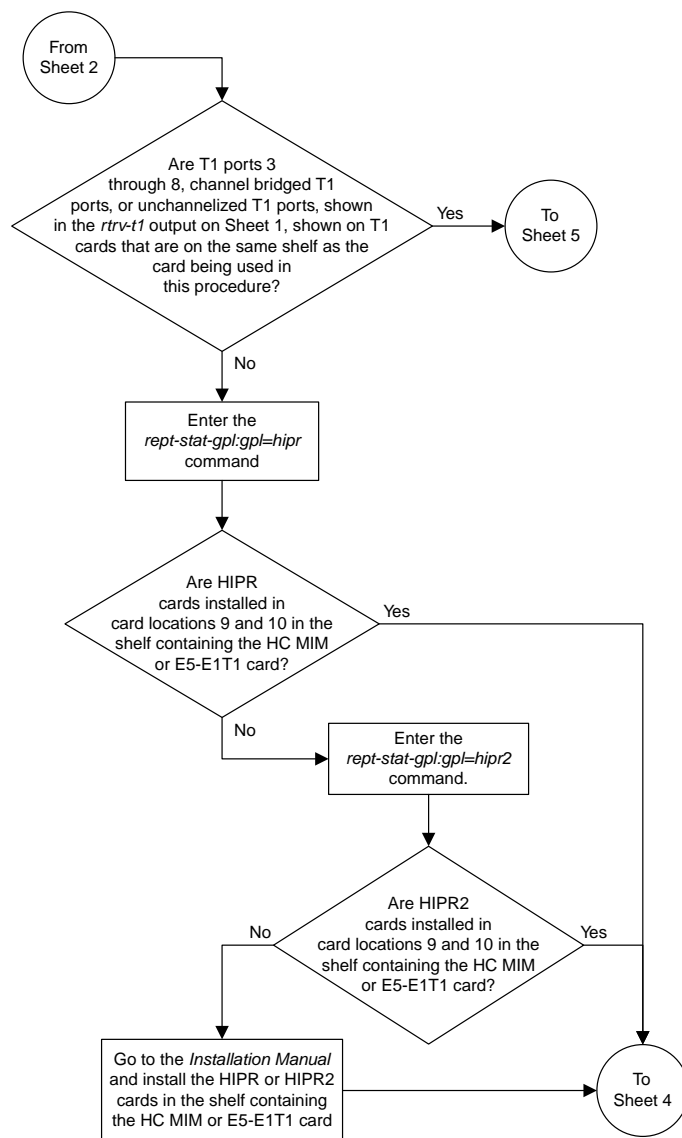 From
Sheet 2
Are T1 ports 3
through 8, channel bridged T1
ports, or unchannelized T1 ports, shown
in the rtrv-t1 output on Sheet 1, shown on T1
cards that are on the same shelf as the
card being used in
this procedure?
Yes
To
Sheet 5
No
Enter the
rept-stat-gpl:gpl=hipr
command
Are HIPR
cards installed in
card locations 9 and 10 in the
shelf containing the HC MIM
or E5-E1T1 card?
Yes
No
Enter the
rept-stat-gpl:gpl=hipr2
command.
Are HIPR2
cards installed in
card locations 9 and 10 in the
shelf containing the HC MIM
or E5-E1T1 card?
No
Yes
Go to the Installation Manual
and install the HIPR or HIPR2
cards in the shelf containing
the HC MIM or E5-E1T1 card
To
Sheet 4